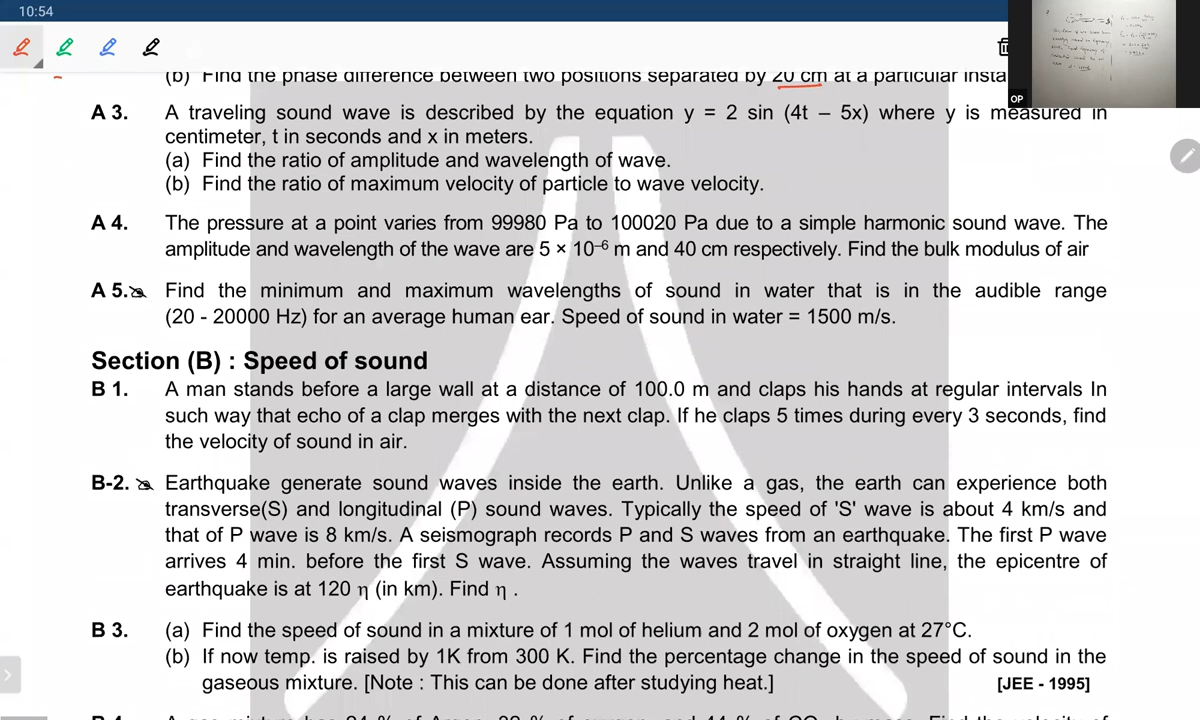 10:54
OP
(b) Find the phase difference between two positions separated by 20 cm at a particular insta
A 3. A traveling sound wave is described by the equation y = 2 sin (4t – 5x) where y is measured in
centimeter, t in seconds and x in meters.
(a) Find the ratio of amplitude and wavelength of wave.
(b) Find the ratio of maximum velocity of particle to wave velocity.
A 4. The pressure at a point varies from 99980 Pa to 100020 Pa due to a simple harmonic sound wave. The
amplitude and wavelength of the wave are 5 × 10⁻⁶ m and 40 cm respectively. Find the bulk modulus of air
A 5. Find the minimum and maximum wavelengths of sound in water that is in the audible range
(20 - 20000 Hz) for an average human ear. Speed of sound in water = 1500 m/s.
Section (B) : Speed of sound
B 1. A man stands before a large wall at a distance of 100.0 m and claps his hands at regular intervals In
such way that echo of a clap merges with the next clap. If he claps 5 times during every 3 seconds, find
the velocity of sound in air.
B-2. Earthquake generate sound waves inside the earth. Unlike a gas, the earth can experience both
transverse(S) and longitudinal (P) sound waves. Typically the speed of 'S' wave is about 4 km/s and
that of P wave is 8 km/s. A seismograph records P and S waves from an earthquake. The first P wave
arrives 4 min. before the first S wave. Assuming the waves travel in straight line, the epicentre of
earthquake is at 120 η (in km). Find η .
B 3. (a) Find the speed of sound in a mixture of 1 mol of helium and 2 mol of oxygen at 27°C.
(b) If now temp. is raised by 1K from 300 K. Find the percentage change in the speed of sound in the
gaseous mixture. [Note : This can be done after studying heat.] [JEE - 1995]